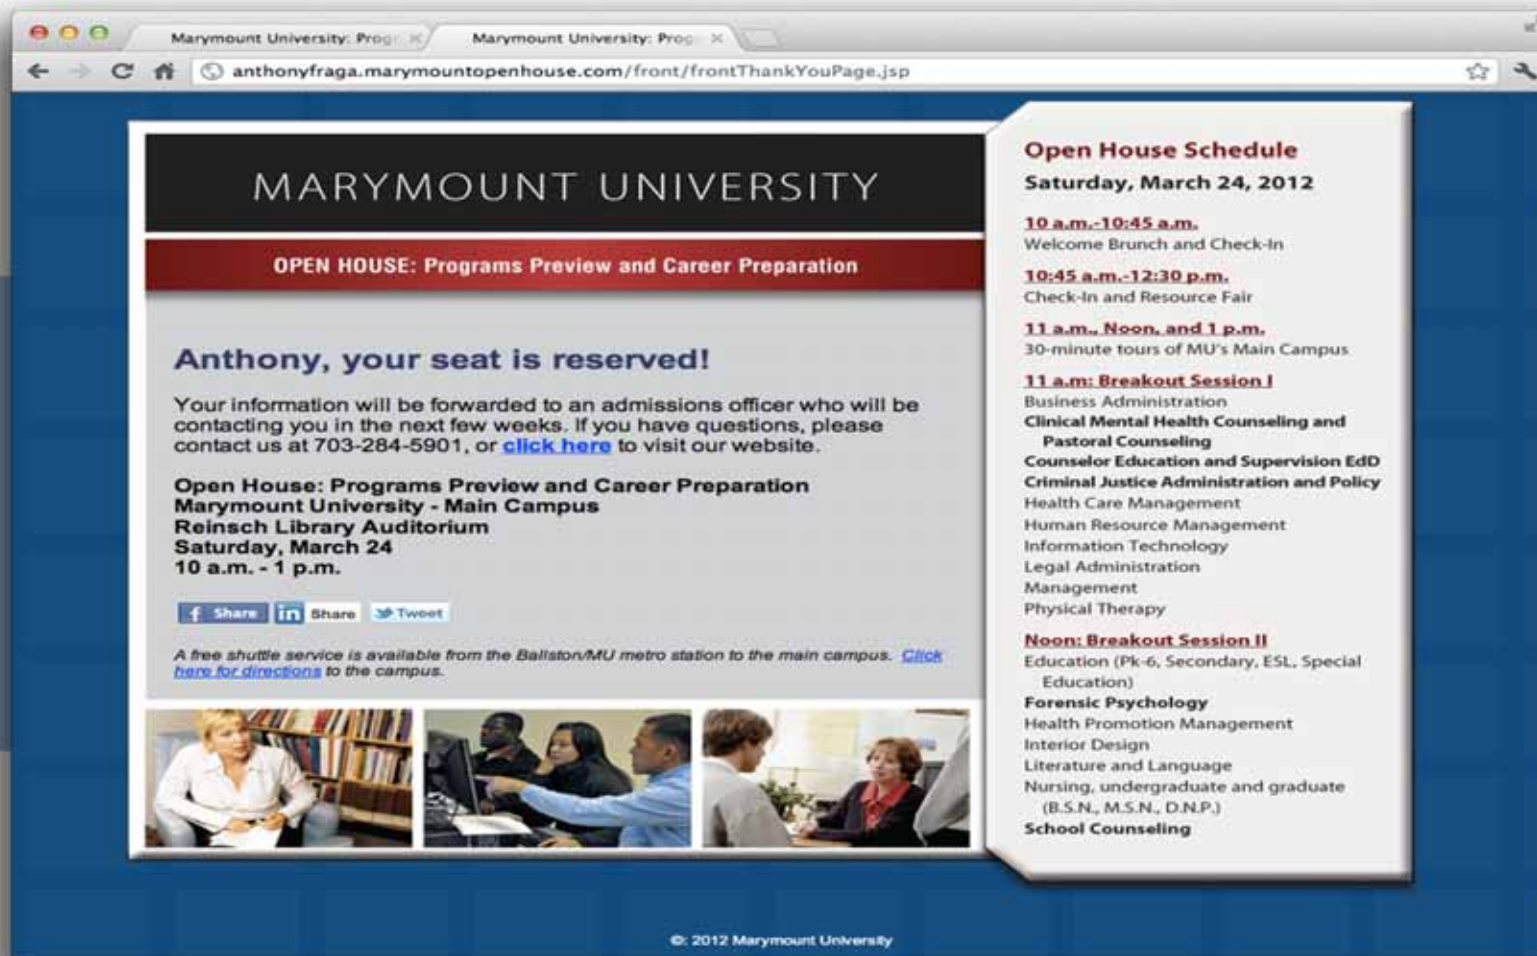 Marymount University: Prog
Marymount University: Prog
anthonyfraga.marymountopenhouse.com/front/frontThankYouPage.jsp
MARYMOUNT UNIVERSITY
OPEN HOUSE: Programs Preview and Career Preparation
Anthony, your seat is reserved!
Your information will be forwarded to an admissions officer who will be
contacting you in the next few weeks. If you have questions, please
contact us at 703-284-5901, or click here to visit our website.
Open House: Programs Preview and Career Preparation
Marymount University - Main Campus
Reinsch Library Auditorium
Saturday, March 24
10 a.m. - 1 p.m.
f Share in Share Tweet
A free shuttle service is available from the Ballston/MU metro station to the main campus. Click
here for directions to the campus.
Open House Schedule
Saturday, March 24, 2012
10 a.m.-10:45 a.m.
Welcome Brunch and Check-In
10:45 a.m.-12:30 p.m.
Check-In and Resource Fair
11 a.m., Noon, and 1 p.m.
30-minute tours of MU's Main Campus
11 a.m: Breakout Session I
Business Administration
Clinical Mental Health Counseling and
Pastoral Counseling
Counselor Education and Supervision EdD
Criminal Justice Administration and Policy
Health Care Management
Human Resource Management
Information Technology
Legal Administration
Management
Physical Therapy
Noon: Breakout Session II
Education (Pk-6, Secondary, ESL, Special
Education)
Forensic Psychology
Health Promotion Management
Interior Design
Literature and Language
Nursing, undergraduate and graduate
(B.S.N., M.S.N., D.N.P.)
School Counseling
©: 2012 Marymount University